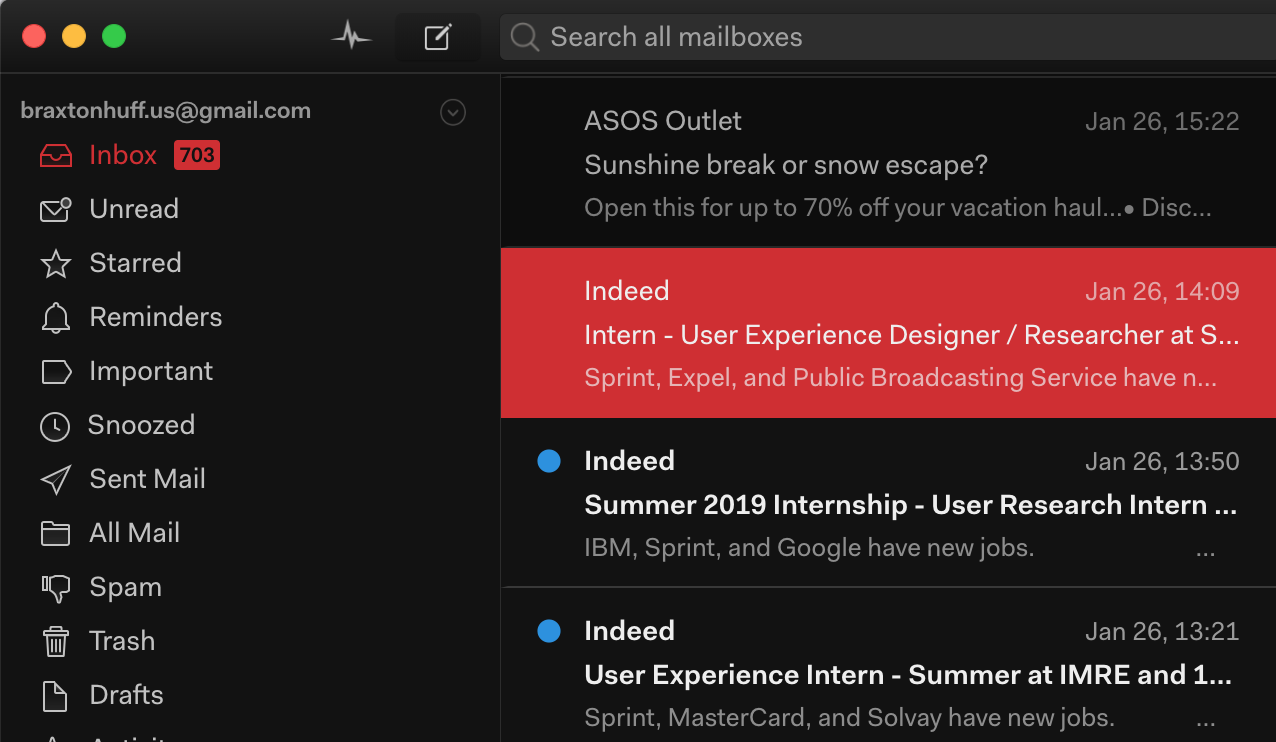 Search all mailboxes
braxtonhuff.us@gmail.com
Inbox 703
Unread
Starred
Reminders
Important
Snoozed
Sent Mail
All Mail
Spam
Trash
Drafts
ASOS Outlet Jan 26, 15:22
Sunshine break or snow escape?
Open this for up to 70% off your vacation haul...• Disc...
Indeed Jan 26, 14:09
Intern - User Experience Designer / Researcher at S...
Sprint, Expel, and Public Broadcasting Service have n...
Indeed Jan 26, 13:50
Summer 2019 Internship - User Research Intern ...
IBM, Sprint, and Google have new jobs. ...
Indeed Jan 26, 13:21
User Experience Intern - Summer at IMRE and 1...
Sprint, MasterCard, and Solvay have new jobs. ...